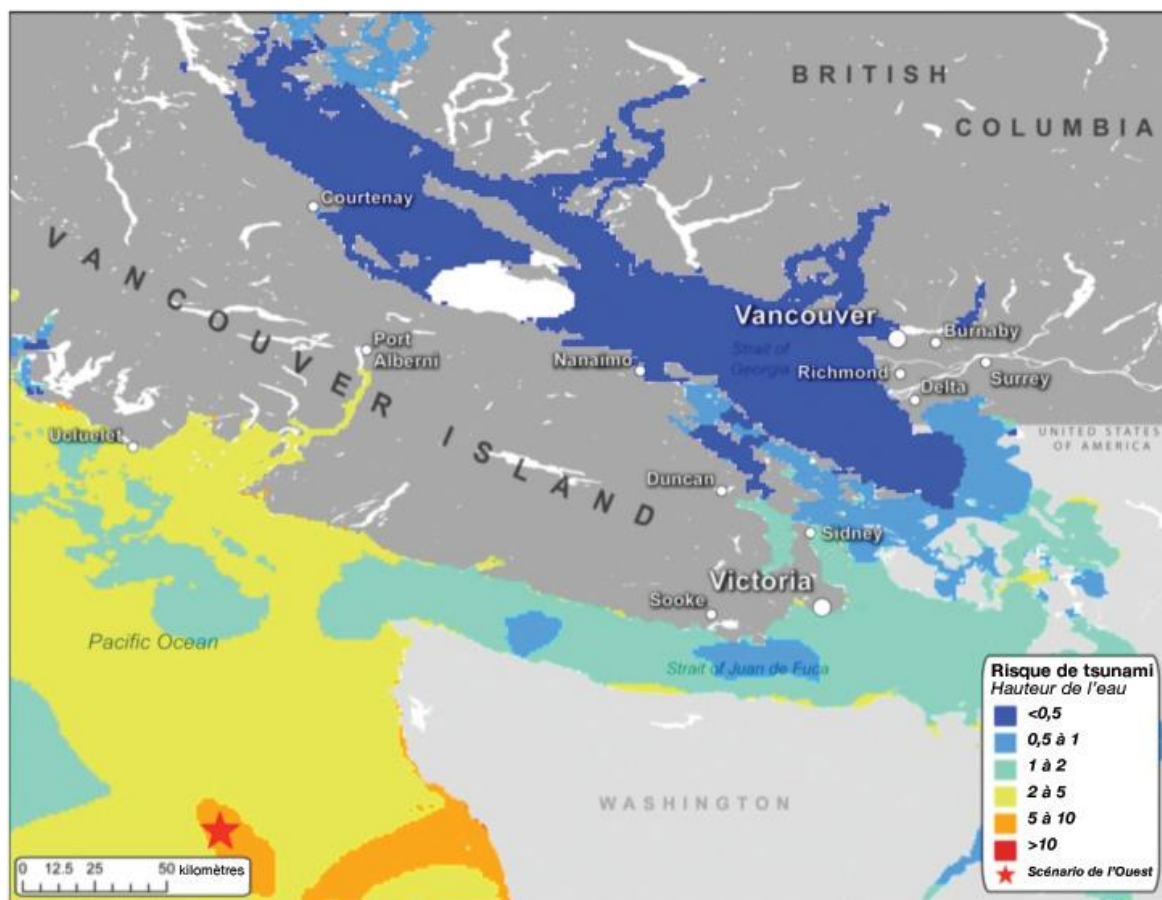 BRITISH
COLUMBIA
Courtenay
VANCOUVER ISLAND
Vancouver
Burnaby
Port
Alberni
Strait of
Georgia
Nanaimo
Richmond
Surrey
Delta
Ucluelet
UNITED STATES
OF AMERICA
Duncan
Sidney
Victoria
Sooke
Pacific Ocean
Strait of Juan de Fuca
WASHINGTON
Risque de tsunami
Hauteur de l'eau
<0,5
0,5 à 1
1 à 2
2 à 5
5 à 10
>10
Scénario de l'Ouest
0 12.5 25 50 kilomètres